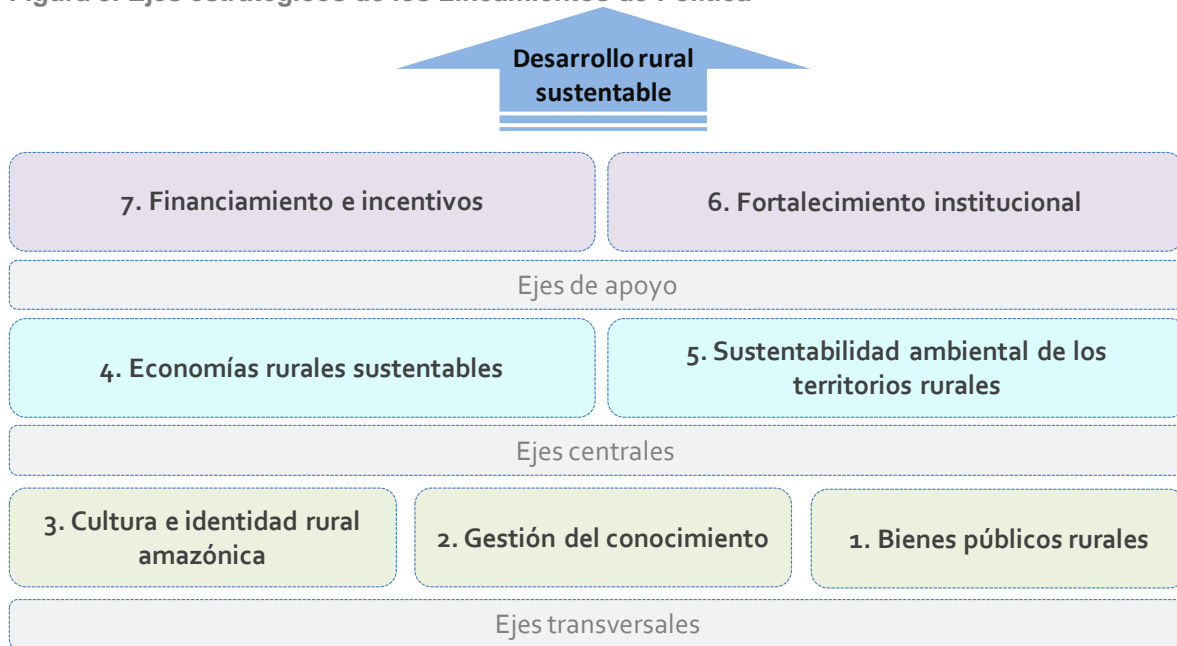 Desarrollo rural
sustentable
7. Financiamiento e incentivos
6. Fortalecimiento institucional
Ejes de apoyo
4. Economías rurales sustentables
5. Sustentabilidad ambiental de los
territorios rurales
Ejes centrales
3. Cultura e identidad rural
amazónica
2. Gestión del conocimiento
1. Bienes públicos rurales
Ejes transversales